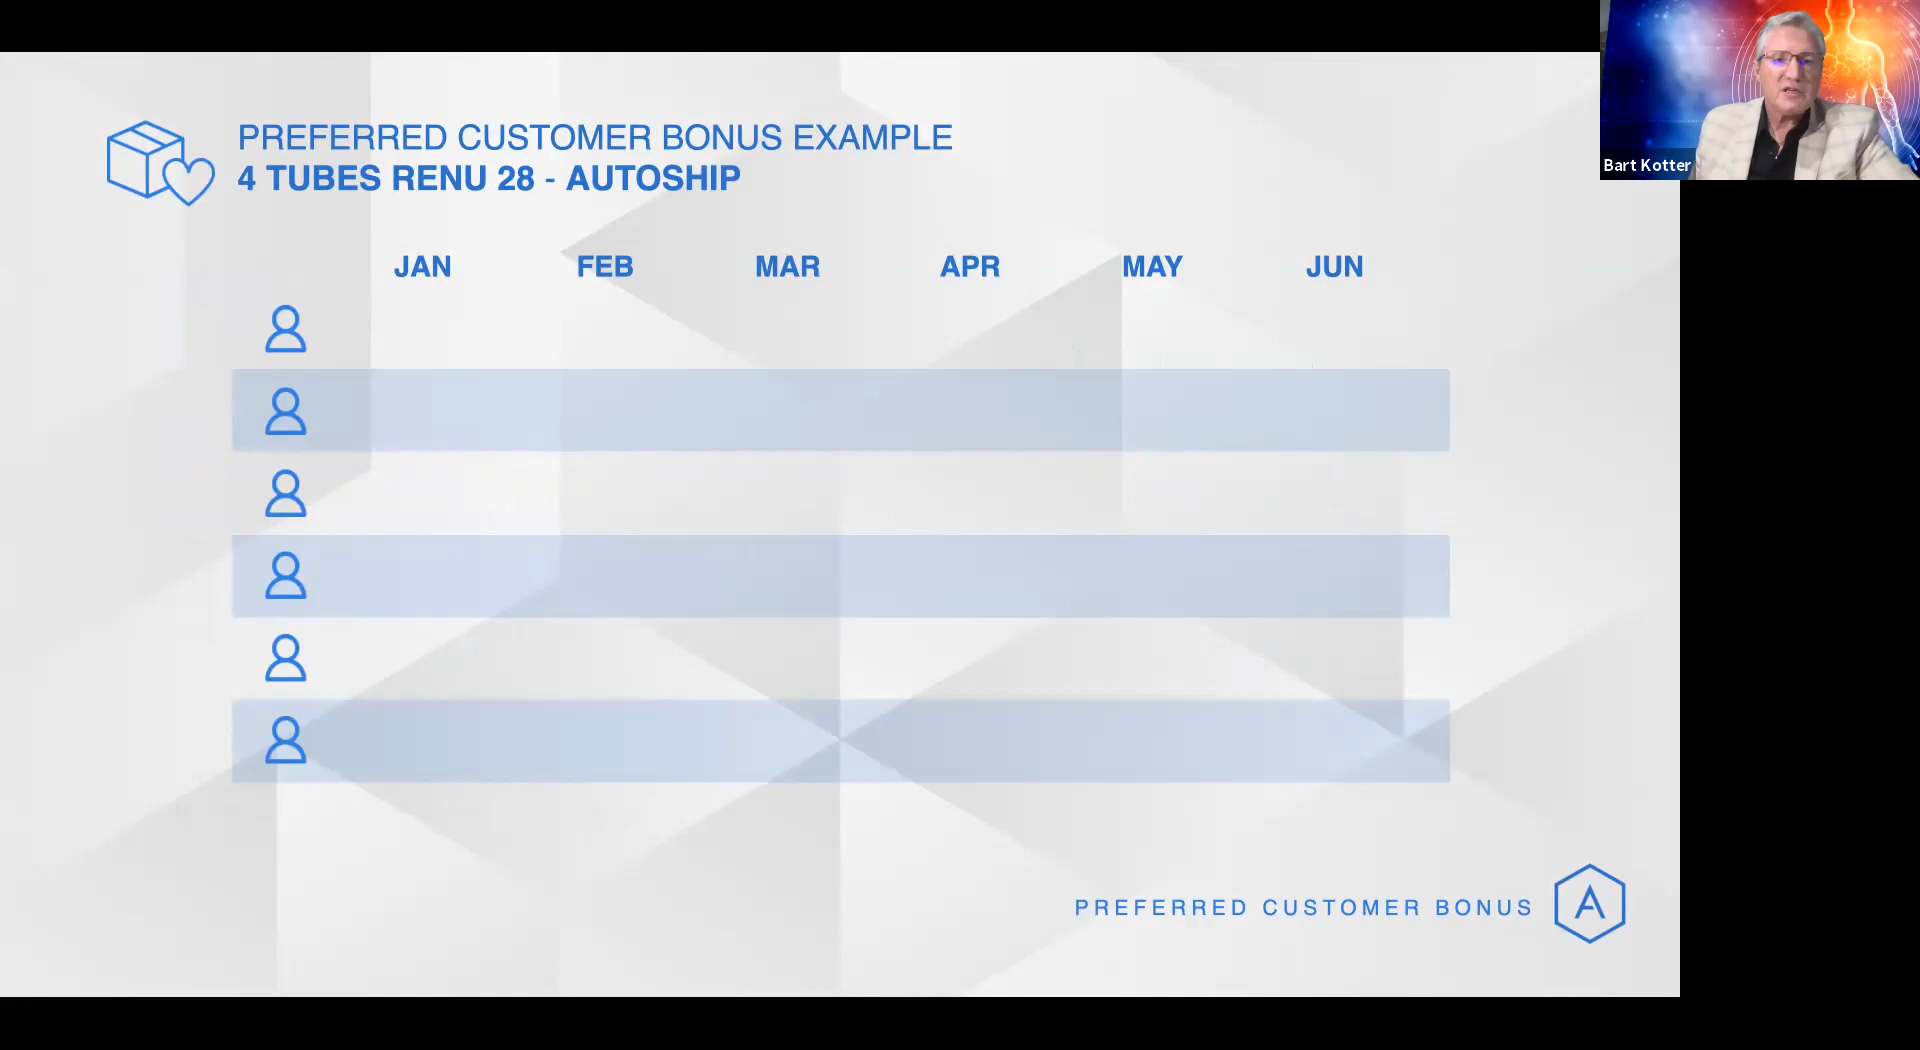 PREFERRED CUSTOMER BONUS EXAMPLE
4 TUBES RENU 28 - AUTOSHIP
JAN FEB MAR APR MAY JUN
PREFERRED CUSTOMER BONUS
A
Bart Kotter